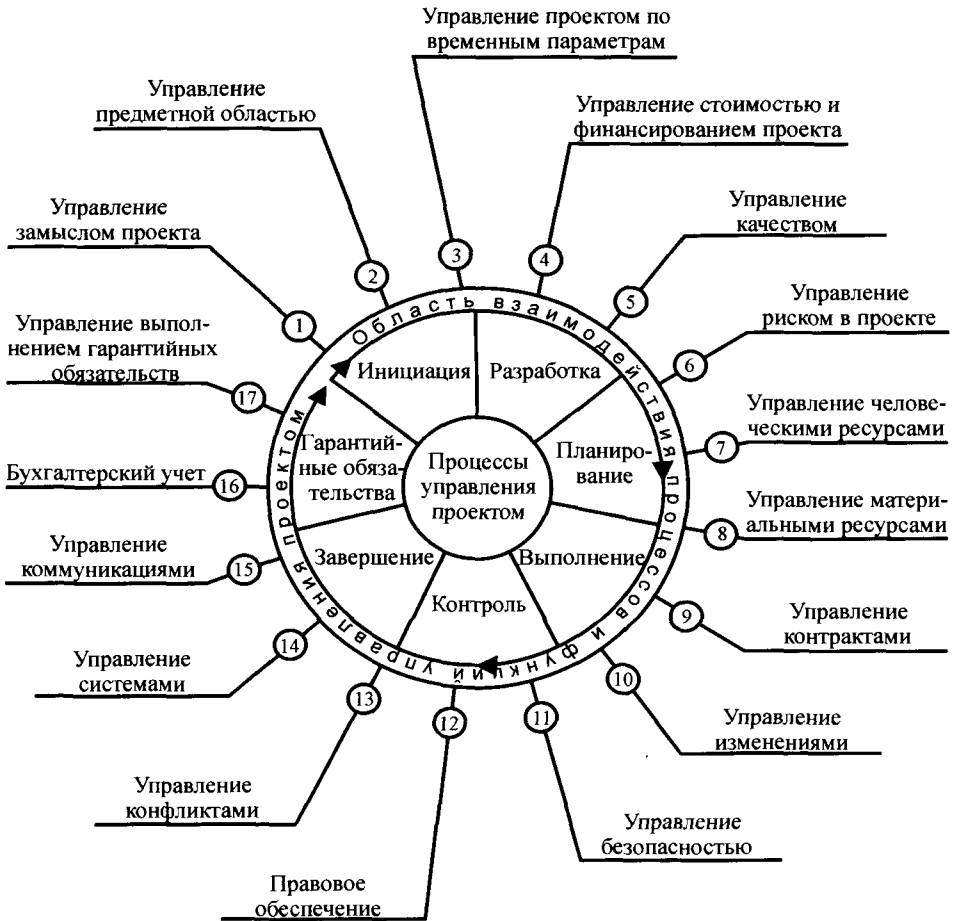 Управление проектом по
временным параметрам
Управление
предметной областью
Управление стоимостью и
финансированием проекта
Управление
замыслом проекта
Управление
качеством
Управление выпол-
нением гарантийных
обязательств
Управление
риском в проекте
Бухгалтерский учет
Управление челове-
ческими ресурсами
Управление
коммуникациями
Управление матери-
альными ресурсами
Управление
системами
Управление
контрактами
Управление
конфликтами
Управление
изменениями
Правовое
обеспечение
Управление
безопасностью
1
2
3
4
5
6
7
8
9
10
11
12
13
14
15
16
17
Область взаимодействия процессов и функций управления проектом
Инициация
Разработка
Планиро-
вание
Выполнение
Контроль
Завершение
Гарантий-
ные обяза-
тельства
Процессы
управления
проектом